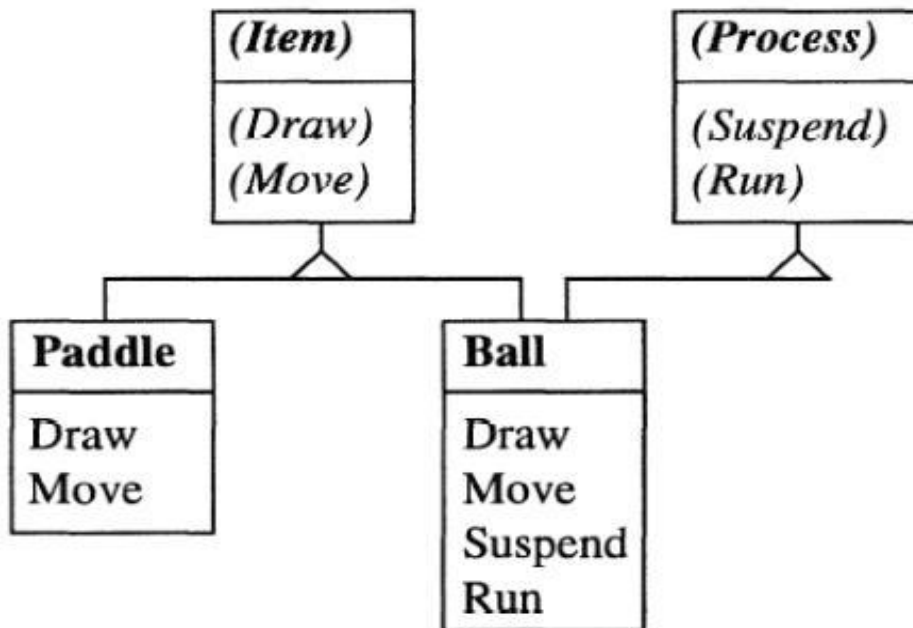 (Item)
(Draw)
(Move)
(Process)
(Suspend)
(Run)
Paddle
Draw
Move
Ball
Draw
Move
Suspend
Run